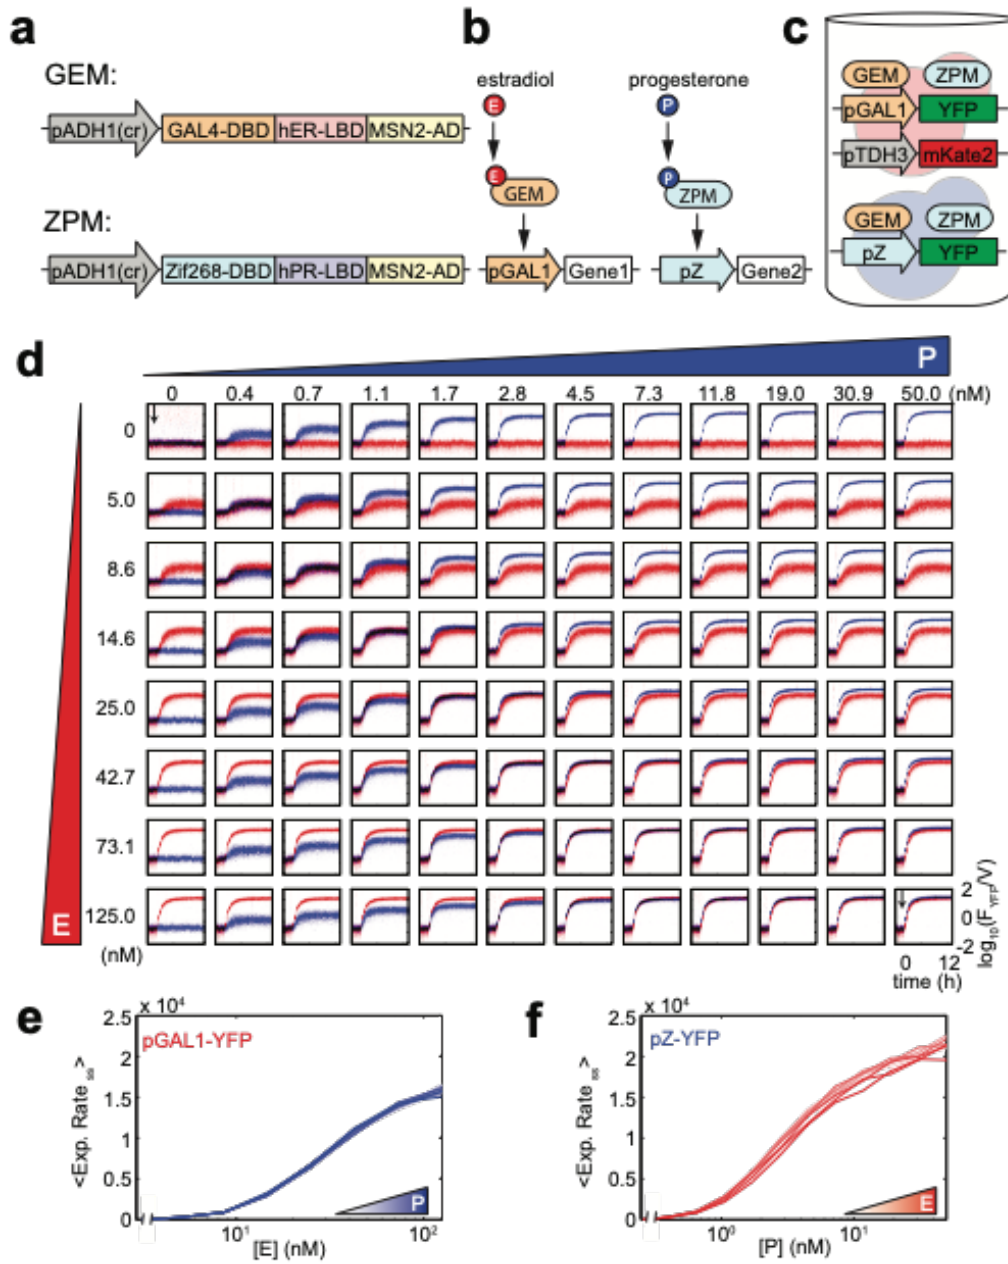 a
GEM:
pADH1(cr) GAL4-DBD hER-LBD MSN2-AD
ZPM:
pADH1(cr) Zif268-DBD hPR-LBD MSN2-AD
b
estradiol progesterone
E P
E P
GEM ZPM
pGAL1 Gene1 pZ Gene2
c
GEM ZPM
pGAL1 YFP
pTDH3 mKate2
GEM ZPM
pZ YFP
d
P
0 0.4 0.7 1.1 1.7 2.8 4.5 7.3 11.8 19.0 30.9 50.0 (nM)
0
5.0
8.6
14.6
25.0
42.7
73.1
125.0
(nM)
E
2
0
-2
log10(FYFP/V)
0 12
time (h)
e
x 10^4
pGAL1-YFP
2.5
2
1.5
1
0.5
0
<Exp. Rate ss>
P
10^1 10^2
[E] (nM)
f
x 10^4
pZ-YFP
2.5
2
1.5
1
0.5
0
<Exp. Rate ss>
E
10^0 10^1
[P] (nM)